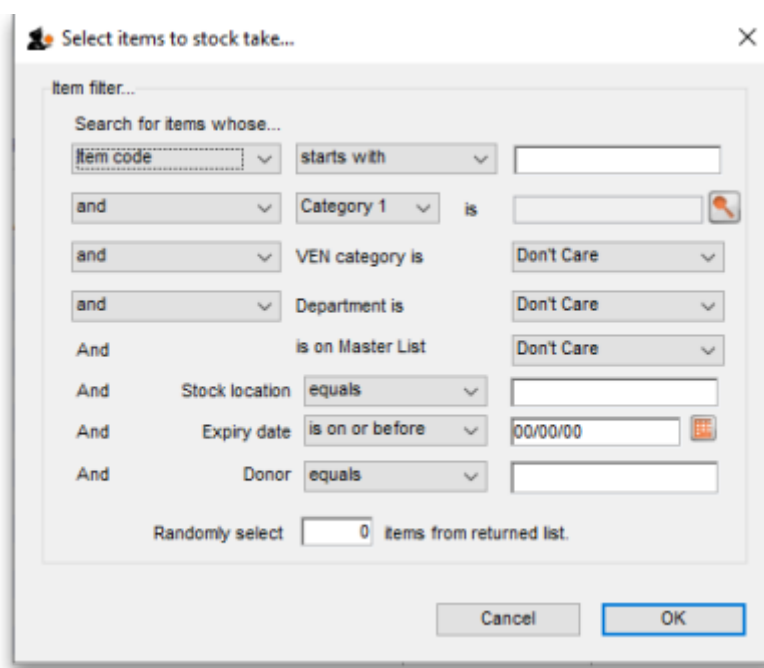 Select items to stock take...
Item filter...
Search for items whose...
Item code starts with
and Category 1 is
and VEN category is Don't Care
and Department is Don't Care
And is on Master List Don't Care
And Stock location equals
And Expiry date is on or before 00/00/00
And Donor equals
Randomly select 0 items from returned list.
Cancel OK